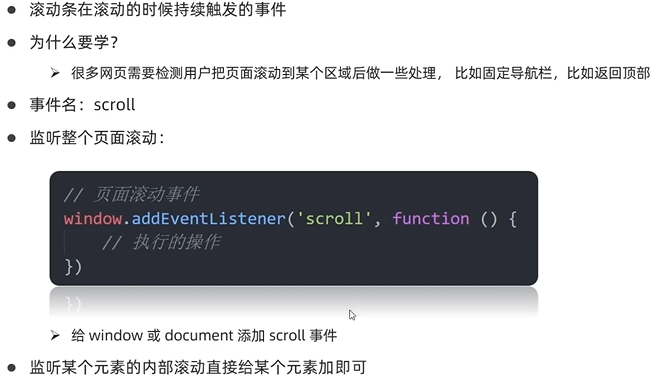 ● 滚动条在滚动的时候持续触发的事件
● 为什么要学？
➢ 很多网页需要检测用户把页面滚动到某个区域后做一些处理， 比如固定导航栏，比如返回顶部
● 事件名：scroll
● 监听整个页面滚动：
// 页面滚动事件
window.addEventListener('scroll', function () {
    // 执行的操作
})
})
➢ 给 window 或 document 添加 scroll 事件
● 监听某个元素的内部滚动直接给某个元素加即可